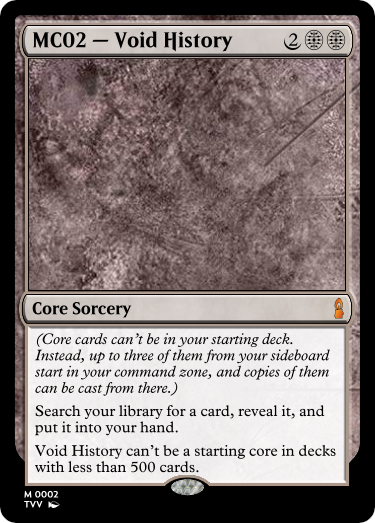 MC02 — Void History 2
Core Sorcery
(Core cards can't be in your starting deck.
Instead, up to three of them from your sideboard
start in your command zone, and copies of them
can be cast from there.)
Search your library for a card, reveal it, and
put it into your hand.
Void History can't be a starting core in decks
with less than 500 cards.
M 0002
TVV